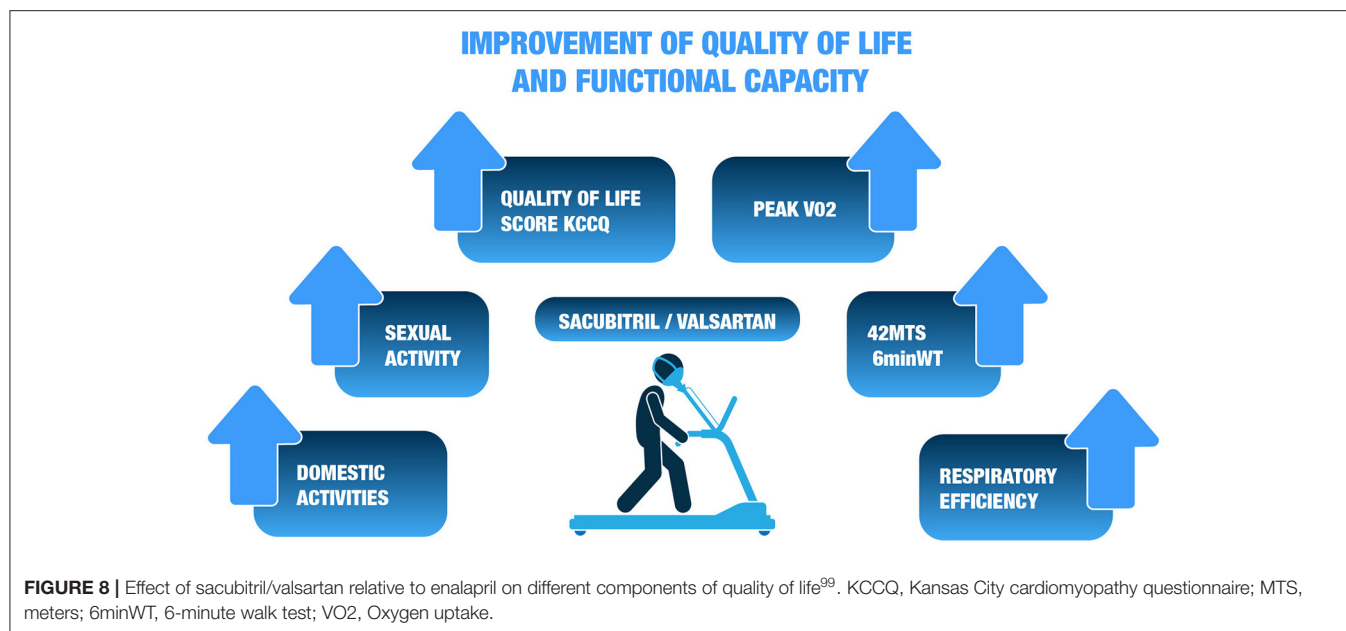 IMPROVEMENT OF QUALITY OF LIFE
AND FUNCTIONAL CAPACITY
QUALITY OF LIFE
SCORE KCCQ
PEAK VO2
SEXUAL
ACTIVITY
SACUBITRIL / VALSARTAN
42MTS
6minWT
DOMESTIC
ACTIVITIES
RESPIRATORY
EFFICIENCY
FIGURE 8 | Effect of sacubitril/valsartan relative to enalapril on different components of quality of life⁹⁹. KCCQ, Kansas City cardiomyopathy questionnaire; MTS,
meters; 6minWT, 6-minute walk test; VO2, Oxygen uptake.